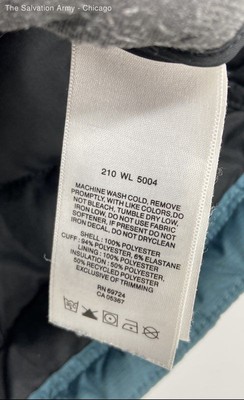 The Salvation Army - Chicago
210 WL 5004
MACHINE WASH COLD, REMOVE
PROMPTLY, WITH LIKE COLORS,DO
NOT BLEACH, TUMBLE DRY LOW,
IRON LOW, DO NOT USE FABRIC
SOFTENER, IF PRESENT DO NOT
IRON DECAL. DO NOT DRYCLEAN
SHELL : 100% POLYESTER
CUFF : 94% POLYESTER, 6% ELASTANE
LINING : 100% POLYESTER
INSULATION : 50% POLYESTER,
50% RECYCLED POLYESTER
EXCLUSIVE OF TRIMMING
RN 69724
CA 05367